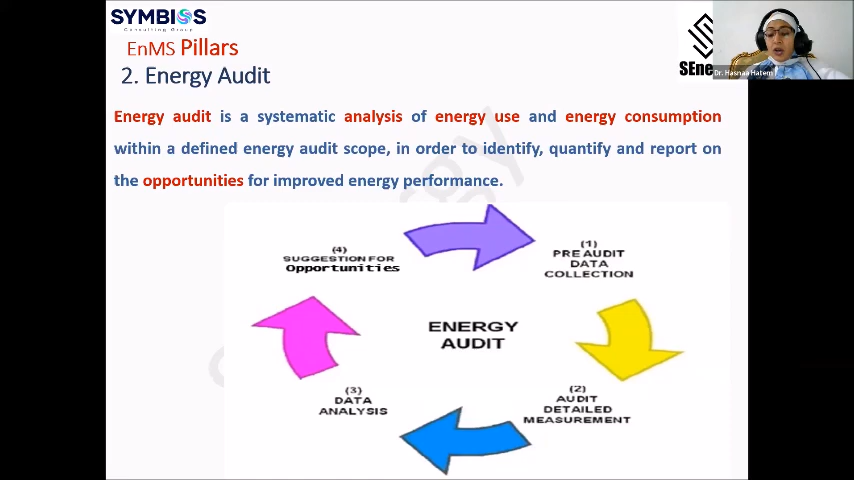 SYMBIOS
Consulting Group
EnMS Pillars
2. Energy Audit
SEne
Dr. Hasnaa Hatem
Energy audit is a systematic analysis of energy use and energy consumption
within a defined energy audit scope, in order to identify, quantify and report on
the opportunities for improved energy performance.
(4)
SUGGESTION FOR
Opportunities
(1)
PRE AUDIT
DATA
COLLECTION
ENERGY
AUDIT
(3)
DATA
ANALYSIS
(2)
AUDIT
DETAILED
MEASUREMENT